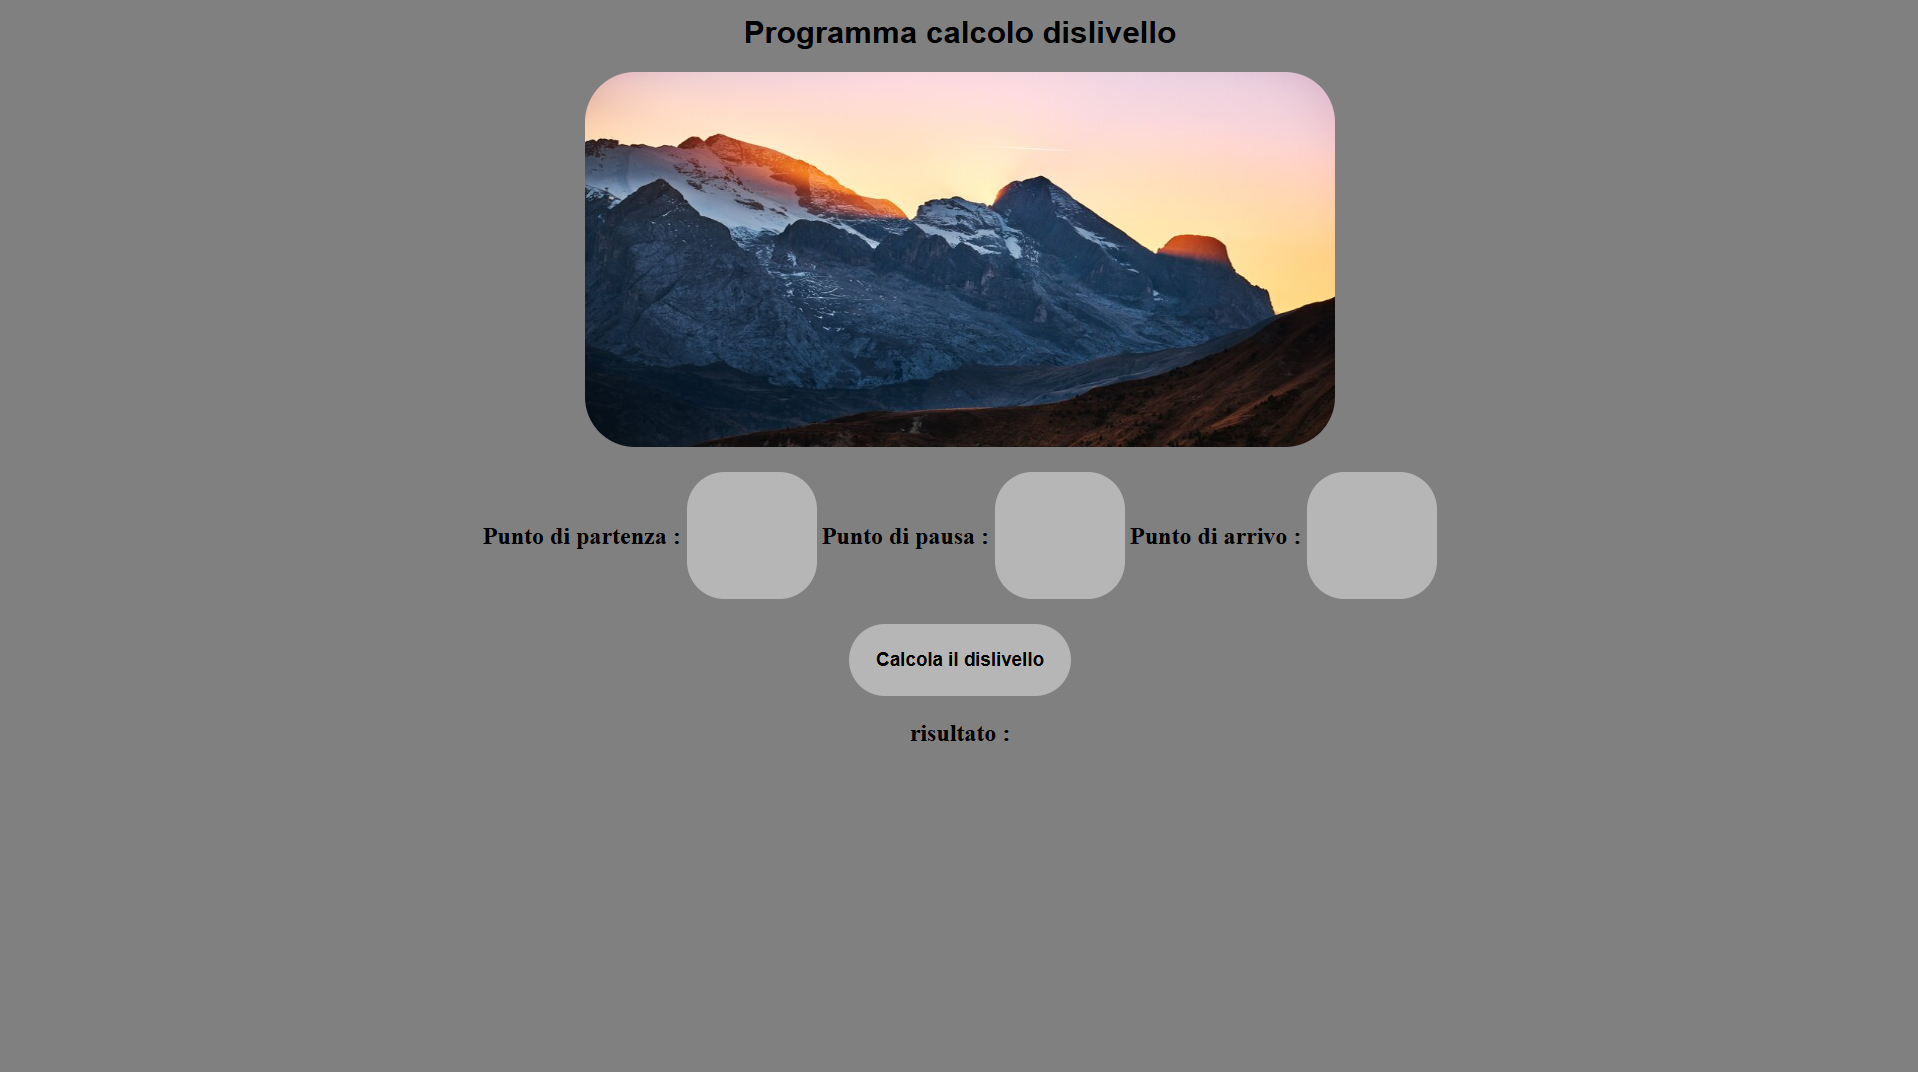 Programma calcolo dislivello
Punto di partenza : Punto di pausa : Punto di arrivo :
Calcola il dislivello
risultato :